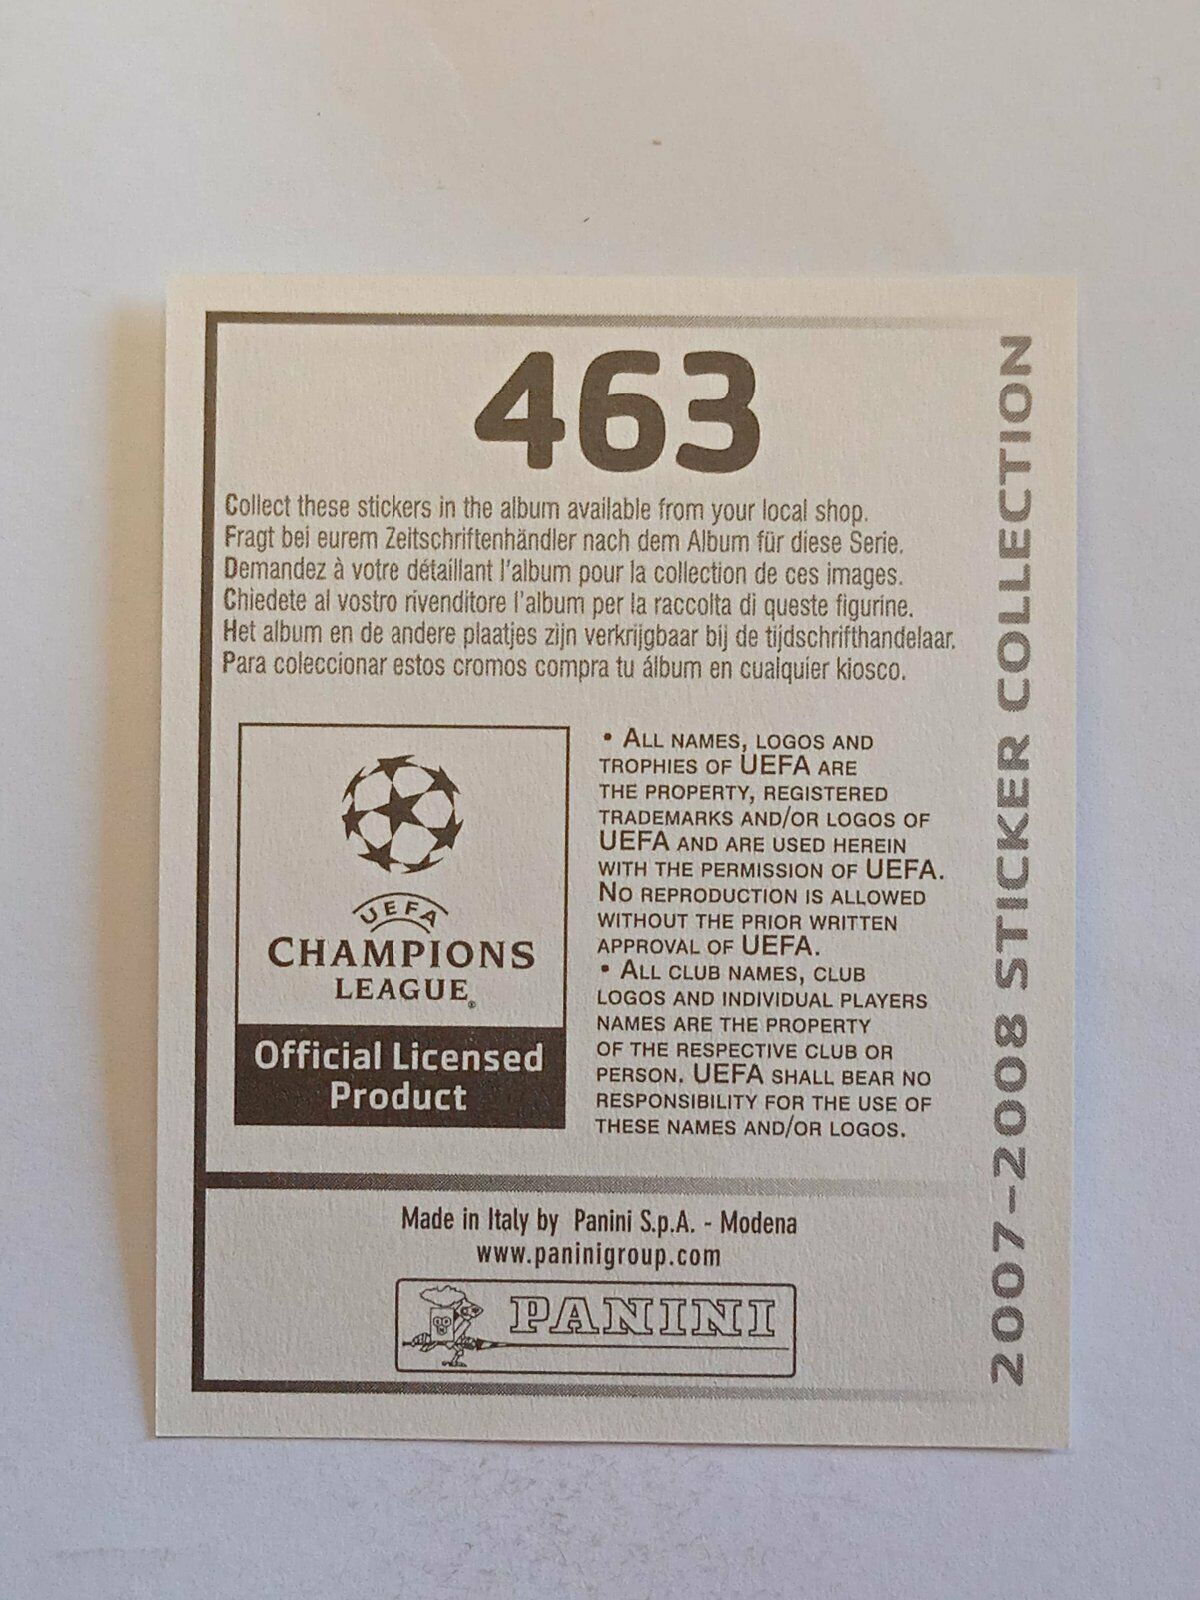 463
Collect these stickers in the album available from your local shop.
Fragt bei eurem Zeitschriftenhändler nach dem Album für diese Serie.
Demandez à votre détaillant l'album pour la collection de ces images.
Chiedete al vostro rivenditore l'album per la raccolta di queste figurine.
Het album en de andere plaatjes zijn verkrijgbaar bij de tijdschrifthandelaar.
Para coleccionar estos cromos compra tu álbum en cualquier kiosco.
UEFA
CHAMPIONS
LEAGUE®
Official Licensed
Product
• ALL NAMES, LOGOS AND
TROPHIES OF UEFA ARE
THE PROPERTY, REGISTERED
TRADEMARKS AND/OR LOGOS OF
UEFA AND ARE USED HEREIN
WITH THE PERMISSION OF UEFA.
NO REPRODUCTION IS ALLOWED
WITHOUT THE PRIOR WRITTEN
APPROVAL OF UEFA.
• ALL CLUB NAMES, CLUB
LOGOS AND INDIVIDUAL PLAYERS
NAMES ARE THE PROPERTY
OF THE RESPECTIVE CLUB OR
PERSON. UEFA SHALL BEAR NO
RESPONSIBILITY FOR THE USE OF
THESE NAMES AND/OR LOGOS.
Made in Italy by Panini S.p.A. - Modena
www.paninigroup.com
PANINI
2007-2008 STICKER COLLECTION